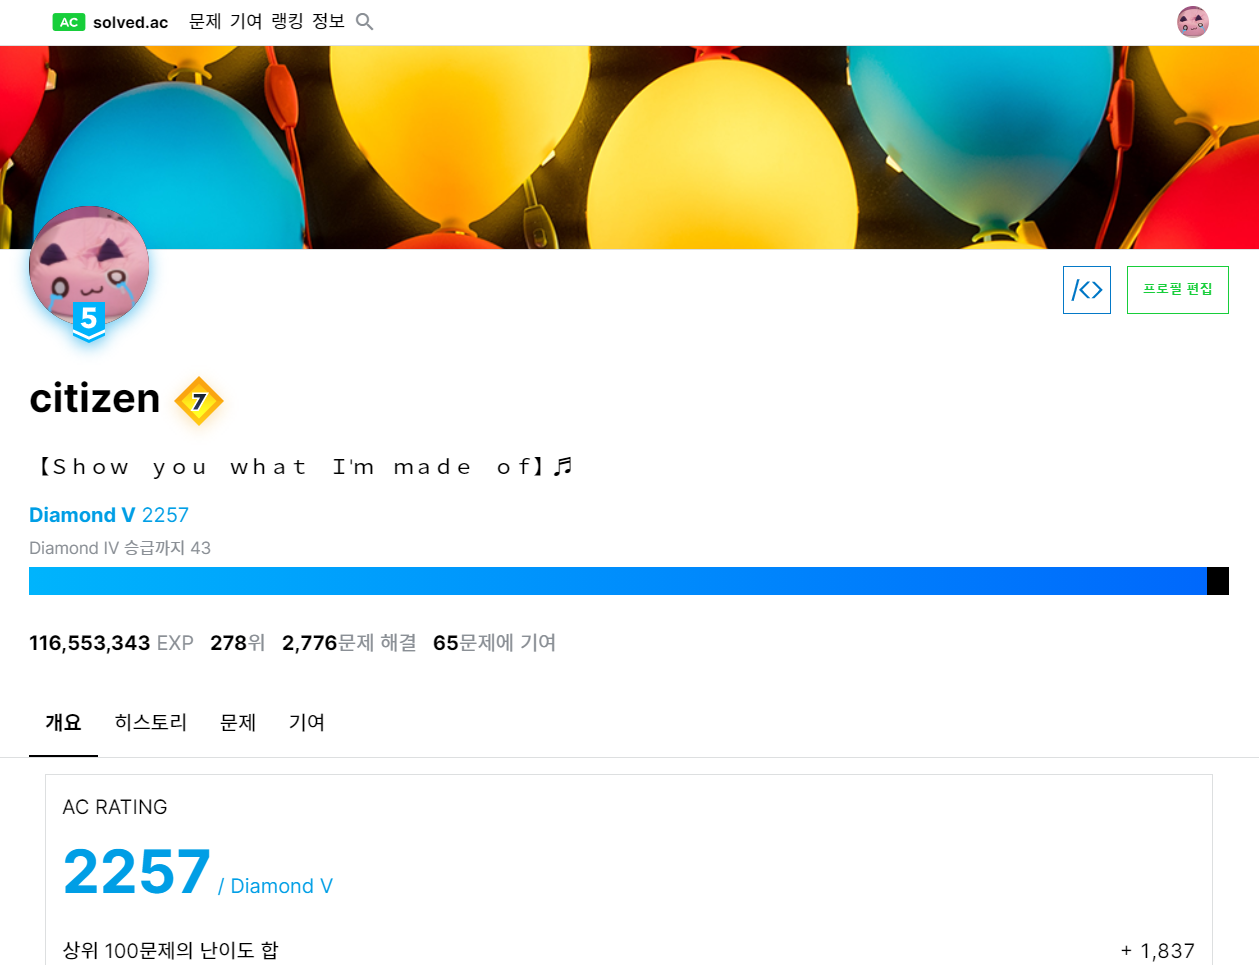 AC solved.ac 문제 기여 랭킹 정보
5
/<> 프로필 편집
citizen 7
【Ｓｈｏｗ　ｙｏｕ　ｗｈａｔ　Ｉ'ｍ　ｍａｄｅ　ｏｆ】♬
Diamond V 2257
Diamond IV 승급까지 43
116,553,343 EXP 278위 2,776문제 해결 65문제에 기여
개요 히스토리 문제 기여
AC RATING
2257 / Diamond V
상위 100문제의 난이도 합 + 1,837